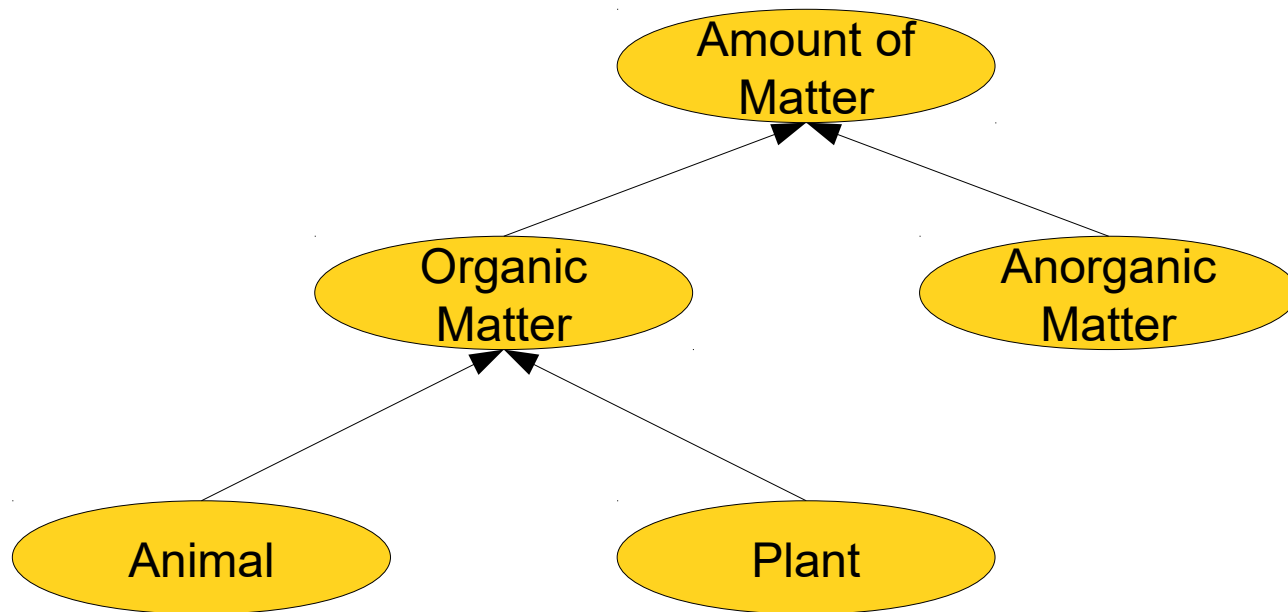 Amount of
Matter
Organic
Matter
Anorganic
Matter
Animal
Plant